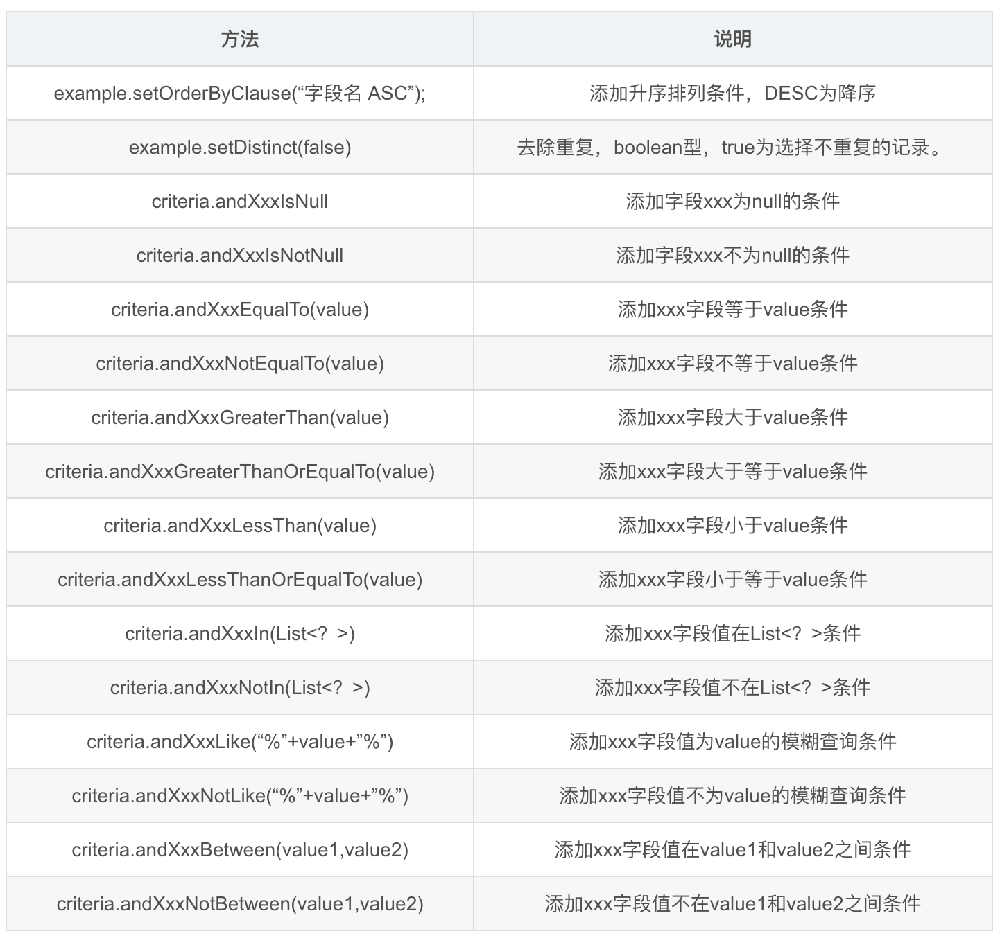 方法 说明
example.setOrderByClause(“字段名 ASC”); 添加升序排列条件，DESC为降序
example.setDistinct(false) 去除重复，boolean型，true为选择不重复的记录。
criteria.andXxxIsNull 添加字段xxx为null的条件
criteria.andXxxIsNotNull 添加字段xxx不为null的条件
criteria.andXxxEqualTo(value) 添加xxx字段等于value条件
criteria.andXxxNotEqualTo(value) 添加xxx字段不等于value条件
criteria.andXxxGreaterThan(value) 添加xxx字段大于value条件
criteria.andXxxGreaterThanOrEqualTo(value) 添加xxx字段大于等于value条件
criteria.andXxxLessThan(value) 添加xxx字段小于value条件
criteria.andXxxLessThanOrEqualTo(value) 添加xxx字段小于等于value条件
criteria.andXxxIn(List<？>) 添加xxx字段值在List<？>条件
criteria.andXxxNotIn(List<？>) 添加xxx字段值不在List<？>条件
criteria.andXxxLike(“%”+value+”%”) 添加xxx字段值为value的模糊查询条件
criteria.andXxxNotLike(“%”+value+”%”) 添加xxx字段值不为value的模糊查询条件
criteria.andXxxBetween(value1,value2) 添加xxx字段值在value1和value2之间条件
criteria.andXxxNotBetween(value1,value2) 添加xxx字段值不在value1和value2之间条件